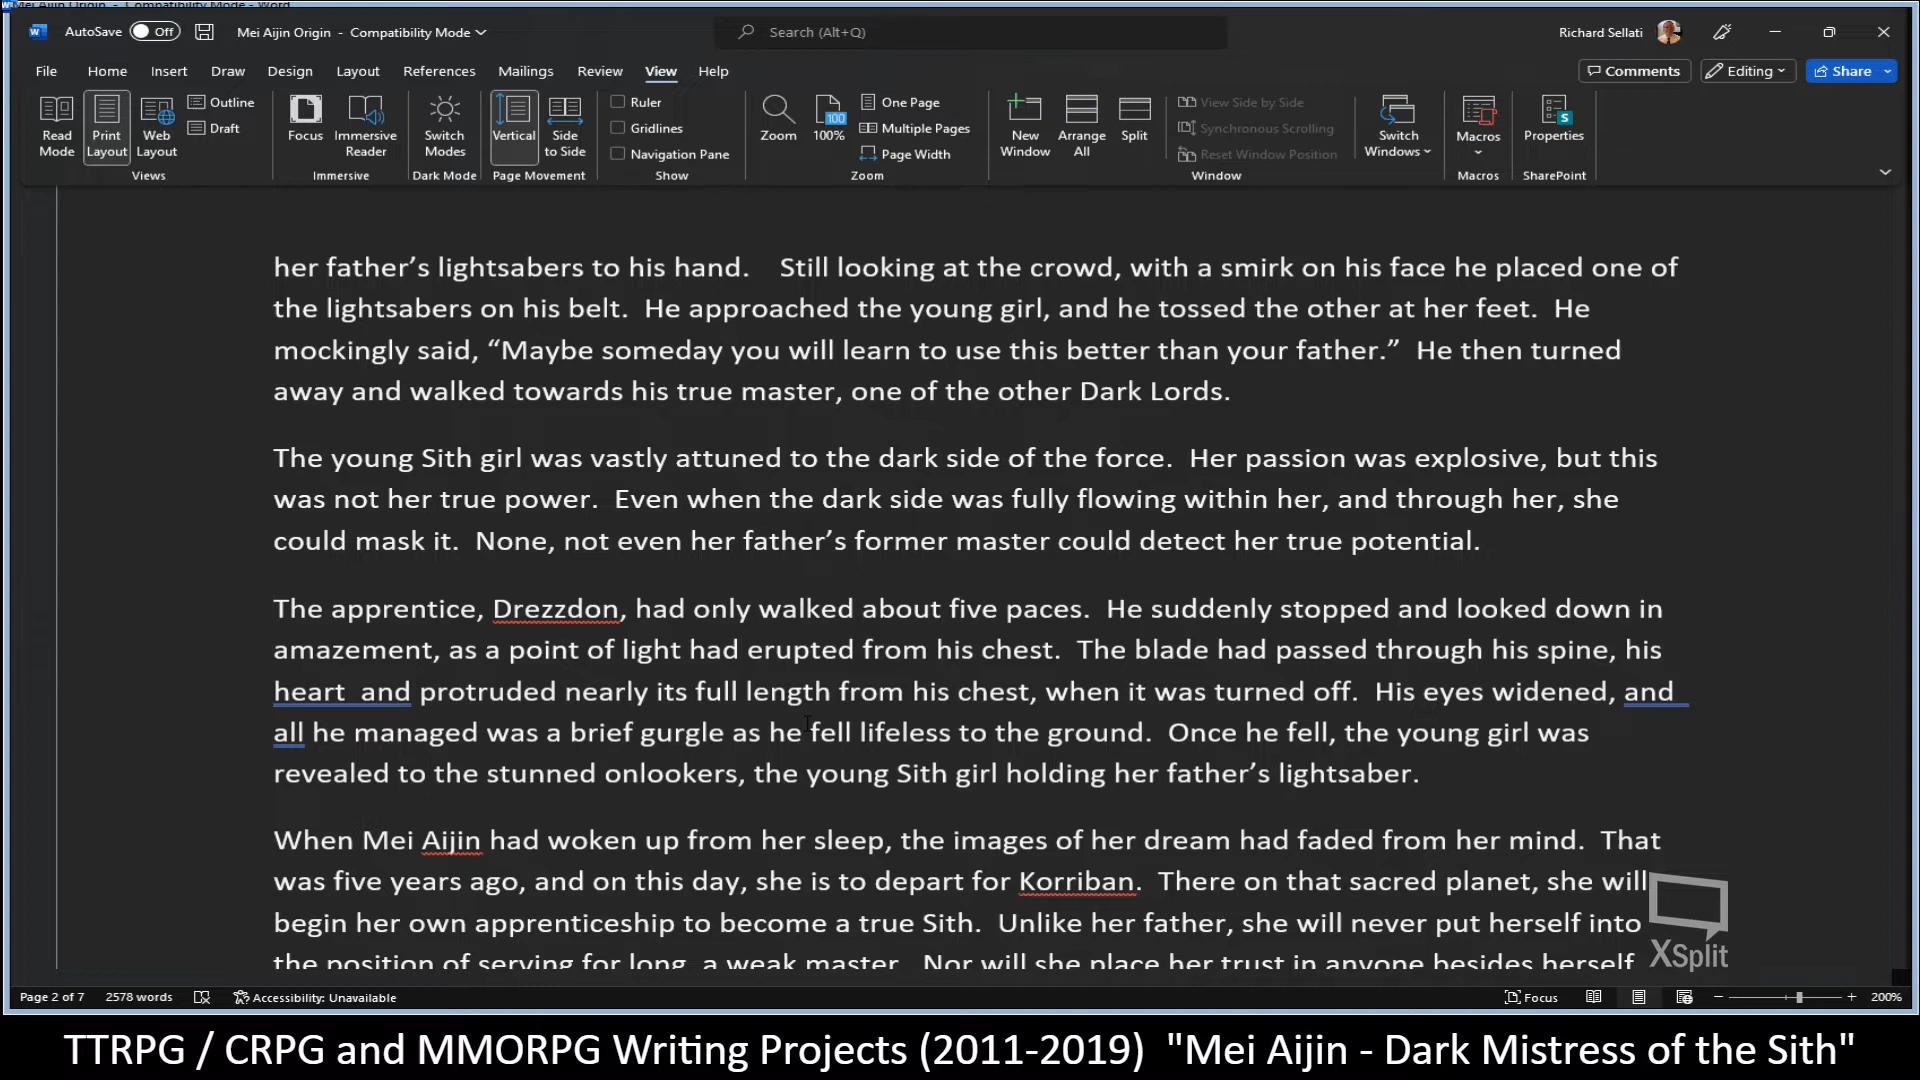 Mei Aijin Origin - Compatibility Mode - Word
AutoSave Off Mei Aijin Origin - Compatibility Mode Search (Alt+Q) Richard Sellati
File Home Insert Draw Design Layout References Mailings Review View Help Comments Editing Share
Read Mode
Print Layout
Web Layout
Outline
Draft
Views
Focus
Immersive Reader
Immersive
Switch Modes
Dark Mode
Vertical
Side to Side
Page Movement
Ruler
Gridlines
Navigation Pane
Show
Zoom
100
100%
One Page
Multiple Pages
Page Width
Zoom
New Window
Arrange All
Split
View Side by Side
Synchronous Scrolling
Reset Window Position
Switch Windows
Window
Macros
Macros
Properties
SharePoint
her father’s lightsabers to his hand.    Still looking at the crowd, with a smirk on his face he placed one of
the lightsabers on his belt.  He approached the young girl, and he tossed the other at her feet.  He
mockingly said, “Maybe someday you will learn to use this better than your father.”  He then turned
away and walked towards his true master, one of the other Dark Lords.
The young Sith girl was vastly attuned to the dark side of the force.  Her passion was explosive, but this
was not her true power.  Even when the dark side was fully flowing within her, and through her, she
could mask it.  None, not even her father’s former master could detect her true potential.
The apprentice, Drezzdon, had only walked about five paces.  He suddenly stopped and looked down in
amazement, as a point of light had erupted from his chest.  The blade had passed through his spine, his
heart  and protruded nearly its full length from his chest, when it was turned off.  His eyes widened, and
all he managed was a brief gurgle as he fell lifeless to the ground.  Once he fell, the young girl was
revealed to the stunned onlookers, the young Sith girl holding her father’s lightsaber.
When Mei Aijin had woken up from her sleep, the images of her dream had faded from her mind.  That
was five years ago, and on this day, she is to depart for Korriban.  There on that sacred planet, she will
begin her own apprenticeship to become a true Sith.  Unlike her father, she will never put herself into
the position of serving for long, a weak master.  Nor will she place her trust in anyone besides herself
XSplit
Page 2 of 7 2578 words Accessibility: Unavailable Focus 200%
TTRPG / CRPG and MMORPG Writing Projects (2011-2019)  "Mei Aijin - Dark Mistress of the Sith"